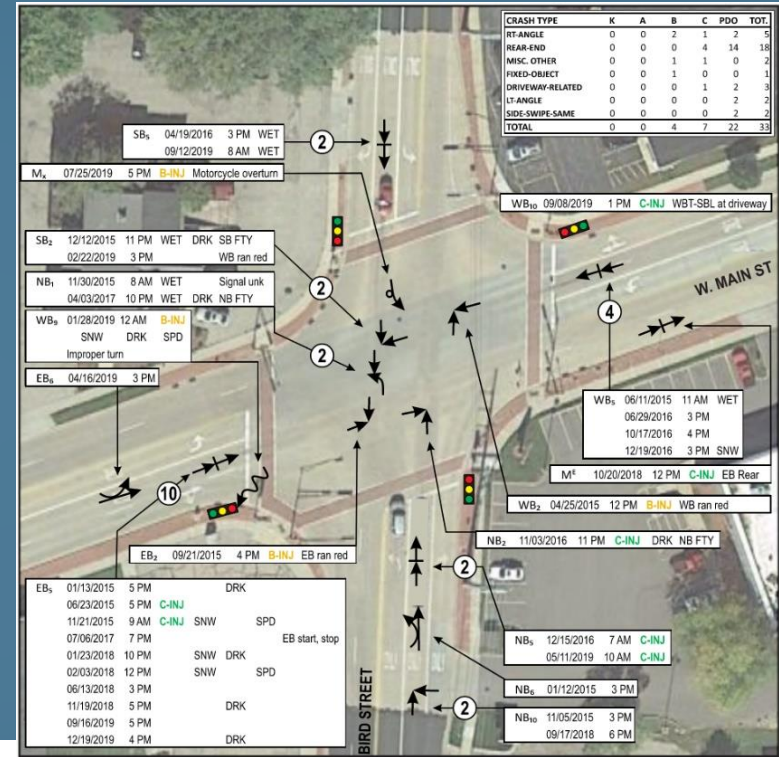 CRASH TYPE K A B C PDO TOT.
RT-ANGLE 0 0 2 1 2 5
REAR-END 0 0 0 4 14 18
MISC. OTHER 0 0 1 1 0 2
FIXED-OBJECT 0 0 1 0 0 1
DRIVEWAY-RELATED 0 0 0 1 2 3
LT-ANGLE 0 0 0 0 2 2
SIDE-SWIPE-SAME 0 0 0 0 2 2
TOTAL 0 0 4 7 22 33
SB5 04/19/2016 3 PM WET
09/12/2019 8 AM WET
2
Mx 07/25/2019 5 PM B-INJ Motorcycle overturn
WB10 09/08/2019 1 PM C-INJ WBT-SBL at driveway
SB2 12/12/2015 11 PM WET DRK SB FTY
02/22/2019 3 PM WB ran red
2
NB1 11/30/2015 8 AM WET Signal unk
04/03/2017 10 PM WET DRK NB FTY
2
WB9 01/28/2019 12 AM B-INJ
SNW DRK SPD
Improper turn
EB6 04/16/2019 3 PM
W. MAIN ST
4
WB5 06/11/2015 11 AM WET
06/29/2016 3 PM
10/17/2016 4 PM
12/19/2016 3 PM SNW
ME 10/20/2018 12 PM C-INJ EB Rear
10
WB2 04/25/2015 12 PM B-INJ WB ran red
NB2 11/03/2016 11 PM C-INJ DRK NB FTY
EB2 09/21/2015 4 PM B-INJ EB ran red
2
EB5 01/13/2015 5 PM DRK
06/23/2015 5 PM C-INJ
11/21/2015 9 AM C-INJ SNW SPD
07/06/2017 7 PM EB start, stop
01/23/2018 10 PM SNW DRK
02/03/2018 12 PM SNW SPD
06/13/2018 3 PM
11/19/2018 5 PM DRK
09/16/2019 5 PM
12/19/2019 4 PM DRK
NB5 12/15/2016 7 AM C-INJ
05/11/2019 10 AM C-INJ
NB6 01/12/2015 3 PM
2
NB10 11/05/2015 3 PM
09/17/2018 6 PM
BIRD STREET